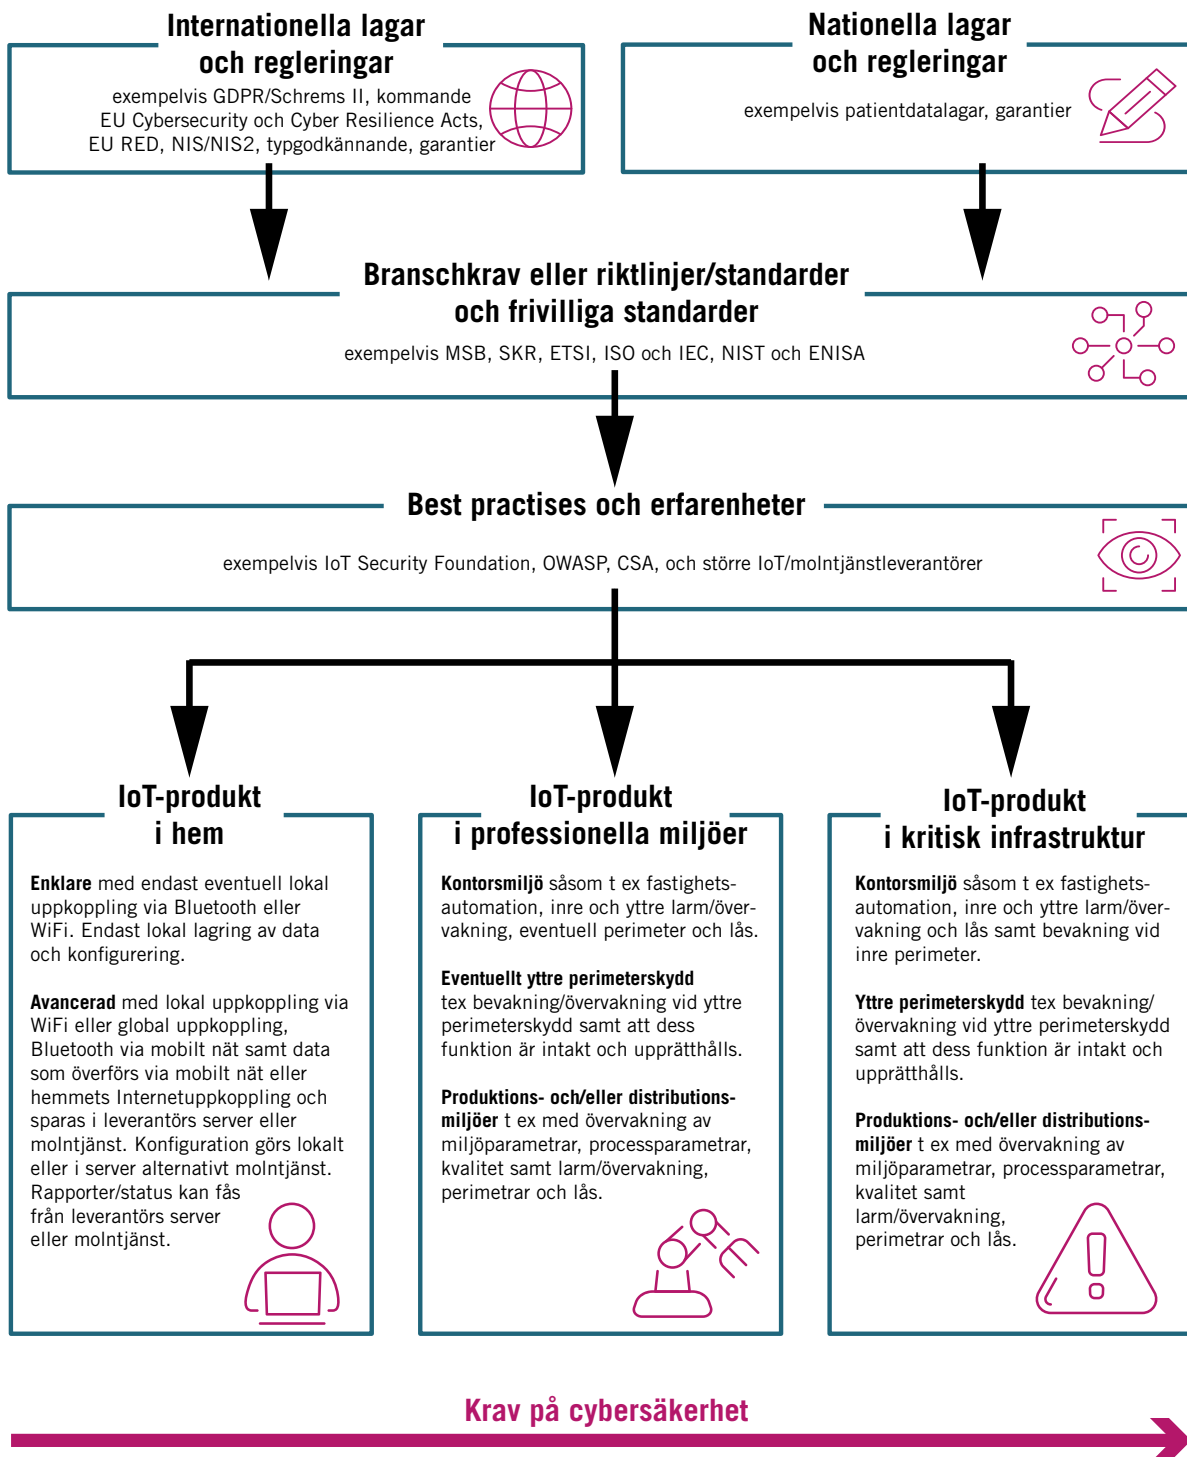 Internationella lagar
och regleringar
exempelvis GDPR/Schrems II, kommande
EU Cybersecurity och Cyber Resilience Acts,
EU RED, NIS/NIS2, typgodkännande, garantier
Nationella lagar
och regleringar
exempelvis patientdatalagar, garantier
Branschkrav eller riktlinjer/standarder
och frivilliga standarder
exempelvis MSB, SKR, ETSI, ISO och IEC, NIST och ENISA
Best practises och erfarenheter
exempelvis IoT Security Foundation, OWASP, CSA, och större IoT/molntjänstleverantörer
IoT-produkt
i hem
Enklare med endast eventuell lokal
uppkoppling via Bluetooth eller
WiFi. Endast lokal lagring av data
och konfigurering.
Avancerad med lokal uppkoppling via
WiFi eller global uppkoppling,
Bluetooth via mobilt nät samt data
som överförs via mobilt nät eller
hemmets Internetuppkoppling och
sparas i leverantörs server eller
molntjänst. Konfiguration görs lokalt
eller i server alternativt molntjänst.
Rapporter/status kan fås
från leverantörs server
eller molntjänst.
IoT-produkt
i professionella miljöer
Kontorsmiljö såsom t ex fastighets-
automation, inre och yttre larm/över-
vakning, eventuell perimeter och lås.
Eventuellt yttre perimeterskydd
tex bevakning/övervakning vid yttre
perimeterskydd samt att dess
funktion är intakt och upprätthålls.
Produktions- och/eller distributions-
miljöer t ex med övervakning av
miljöparametrar, processparametrar,
kvalitet samt larm/övervakning,
perimetrar och lås.
IoT-produkt
i kritisk infrastruktur
Kontorsmiljö såsom t ex fastighets-
automation, inre och yttre larm/över-
vakning och lås samt bevakning vid
inre perimeter.
Yttre perimeterskydd tex bevakning/
övervakning vid yttre perimeterskydd
samt att dess funktion är intakt och
upprätthålls.
Produktions- och/eller distributions-
miljöer t ex med övervakning av
miljöparametrar, processparametrar,
kvalitet samt
larm/övervakning,
perimetrar och lås.
Krav på cybersäkerhet